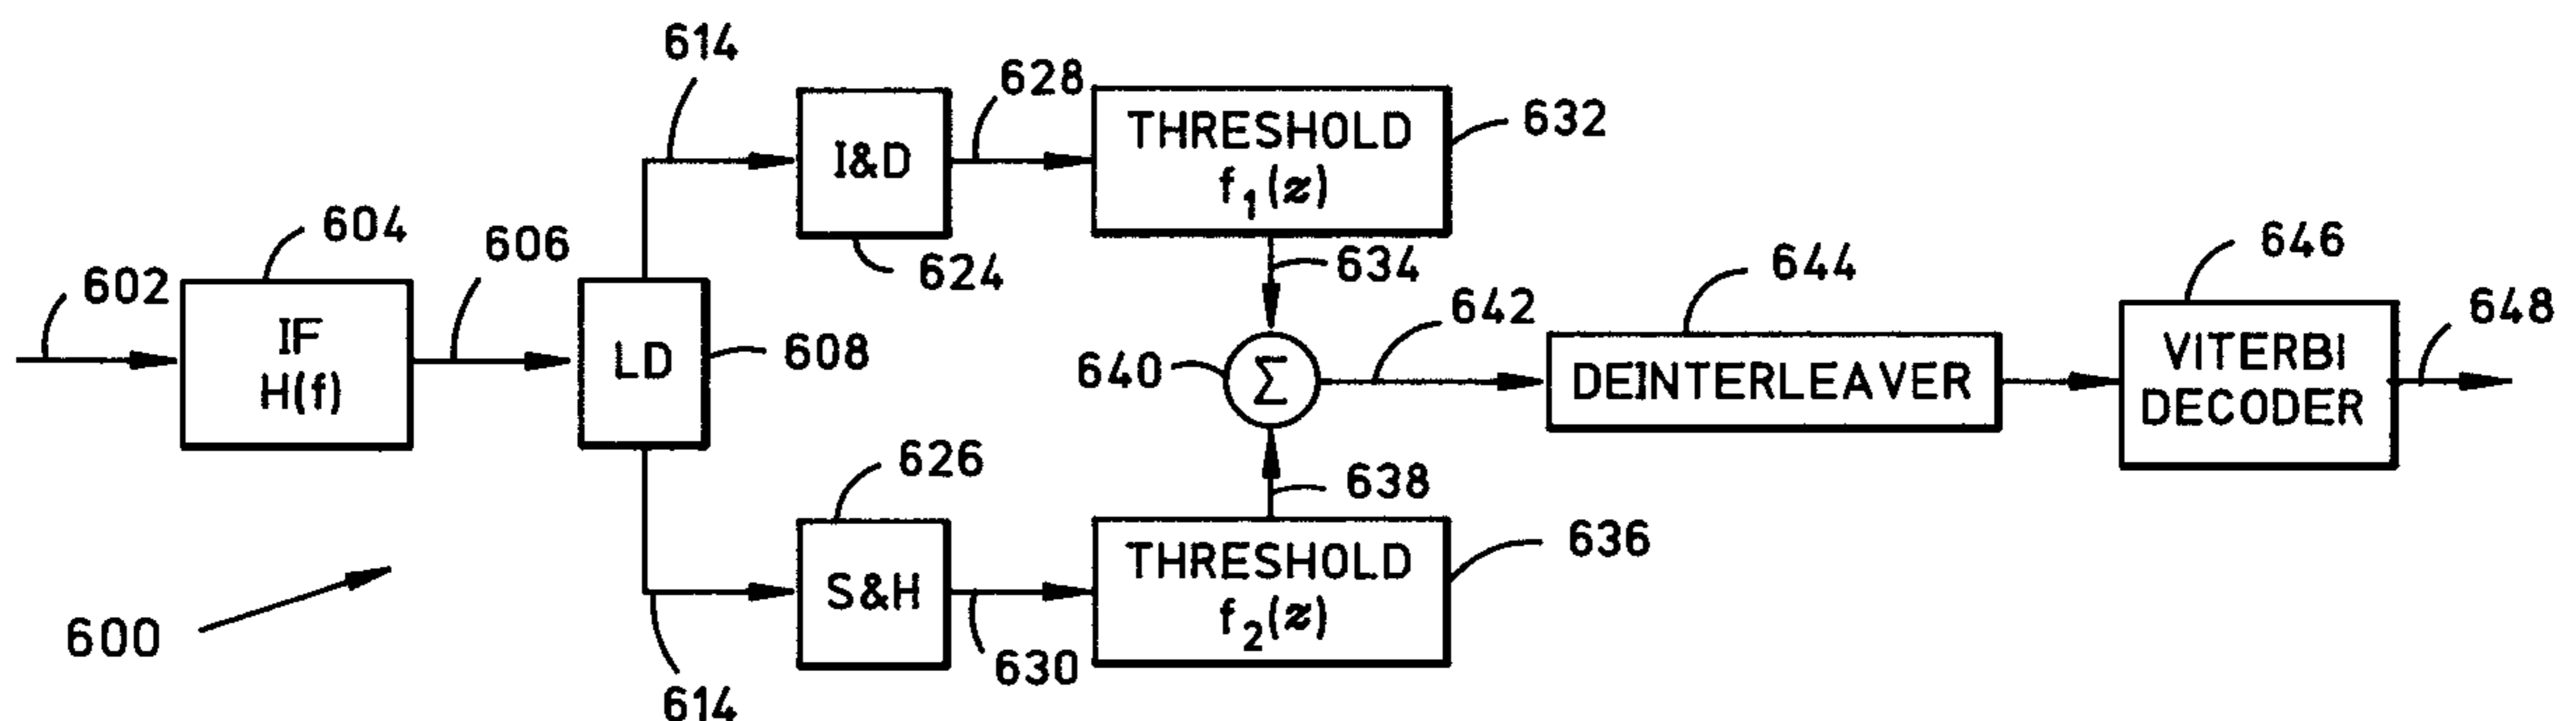 614
628
THRESHOLD
f1(z)
632
I&D
624
604
606
602
IF
H(f)
LD
608
634
640
Σ
642
644
DEINTERLEAVER
646
VITERBI
DECODER
648
638
626
S&H
630
THRESHOLD
f2(z)
636
614
600